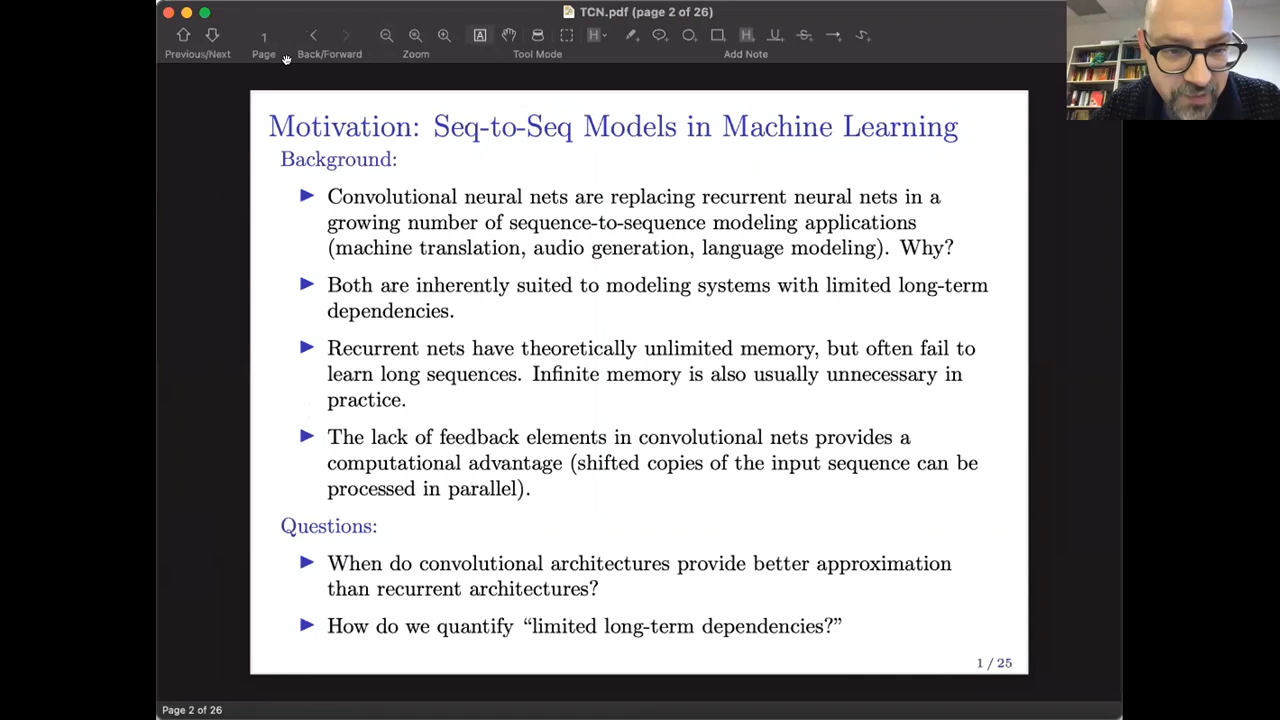 TCN.pdf (page 2 of 26)
1
Previous/Next Page Back/Forward Zoom Tool Mode Add Note
Motivation: Seq-to-Seq Models in Machine Learning
Background:
Convolutional neural nets are replacing recurrent neural nets in a
growing number of sequence-to-sequence modeling applications
(machine translation, audio generation, language modeling). Why?
Both are inherently suited to modeling systems with limited long-term
dependencies.
Recurrent nets have theoretically unlimited memory, but often fail to
learn long sequences. Infinite memory is also usually unnecessary in
practice.
The lack of feedback elements in convolutional nets provides a
computational advantage (shifted copies of the input sequence can be
processed in parallel).
Questions:
When do convolutional architectures provide better approximation
than recurrent architectures?
How do we quantify “limited long-term dependencies?”
1 / 25
Page 2 of 26